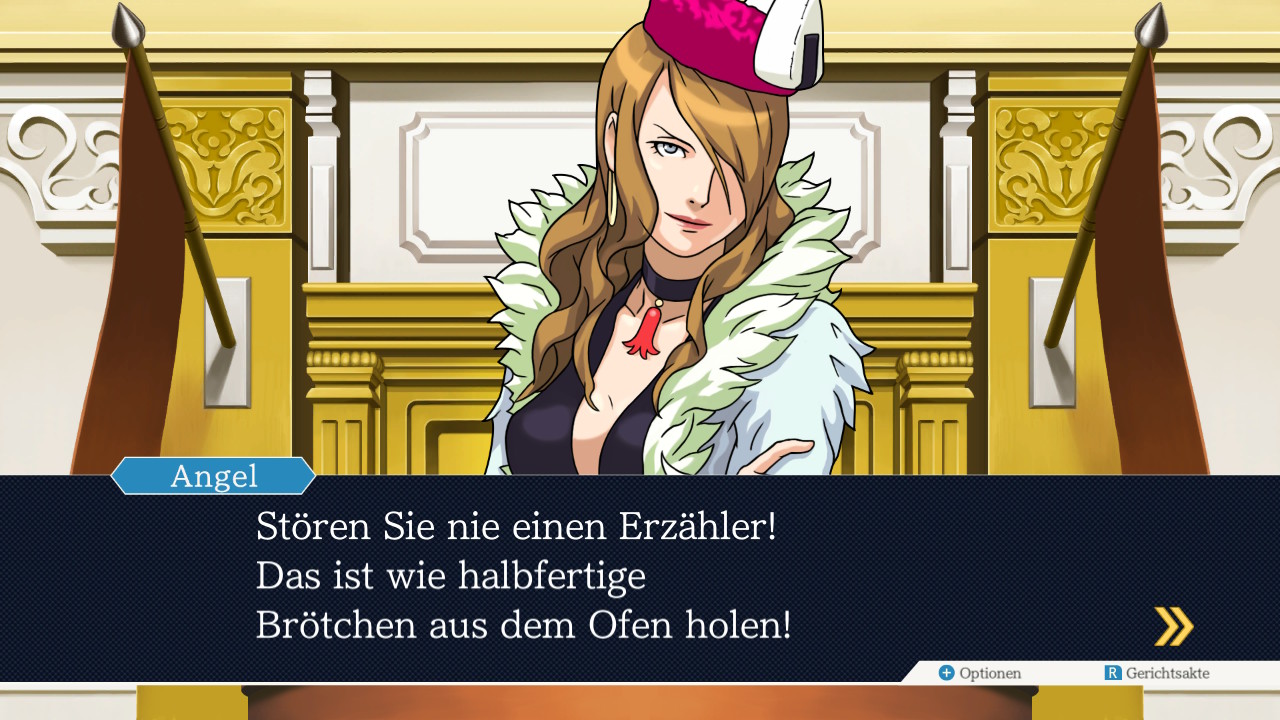 Angel
Stören Sie nie einen Erzähler!
Das ist wie halbfertige
Brötchen aus dem Ofen holen!
Optionen
R Gerichtsakte